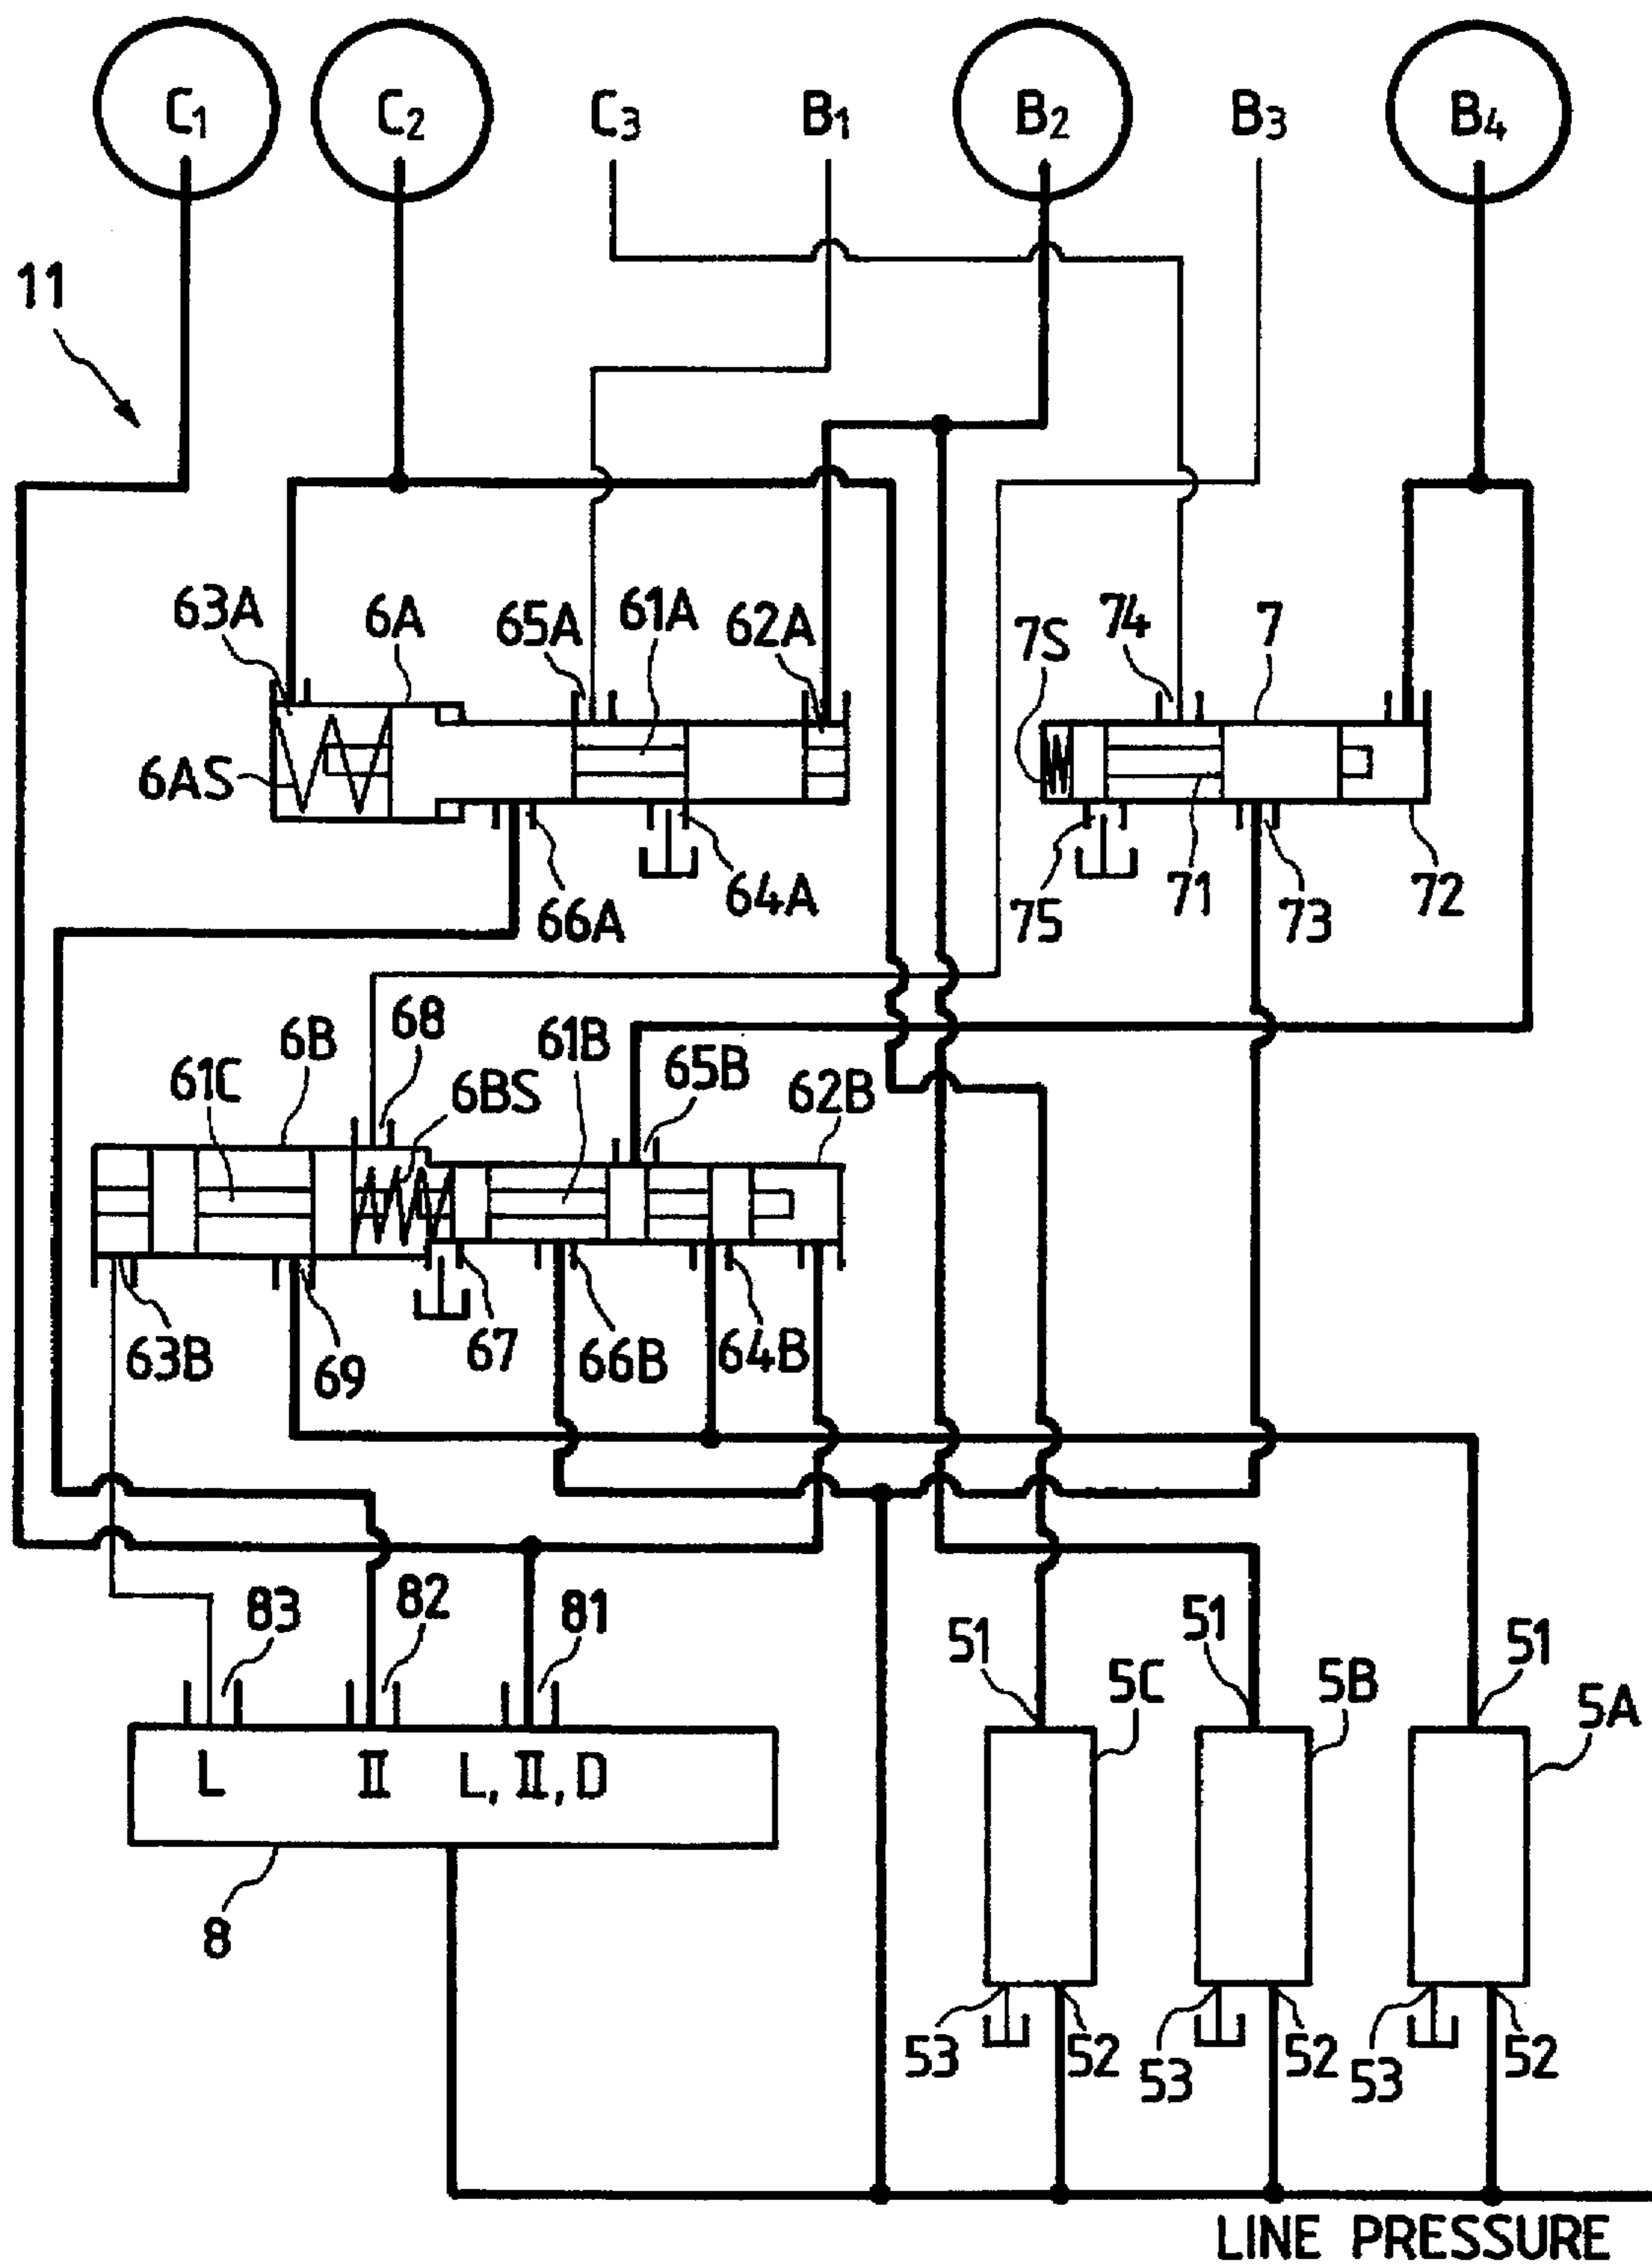 C1 C2 C3 B1 B2 B3 B4
11
63A 6A 65A 61A 62A 7S 74 7
6AS
66A 64A 75 71 73 72
61C 6B 68 6BS 61B 65B 62B
63B 69 67 66B 64B
83 82 81 51 51 51
5C 5B 5A
L II L, II, D
8
53 52 53 52 53 52
LINE PRESSURE